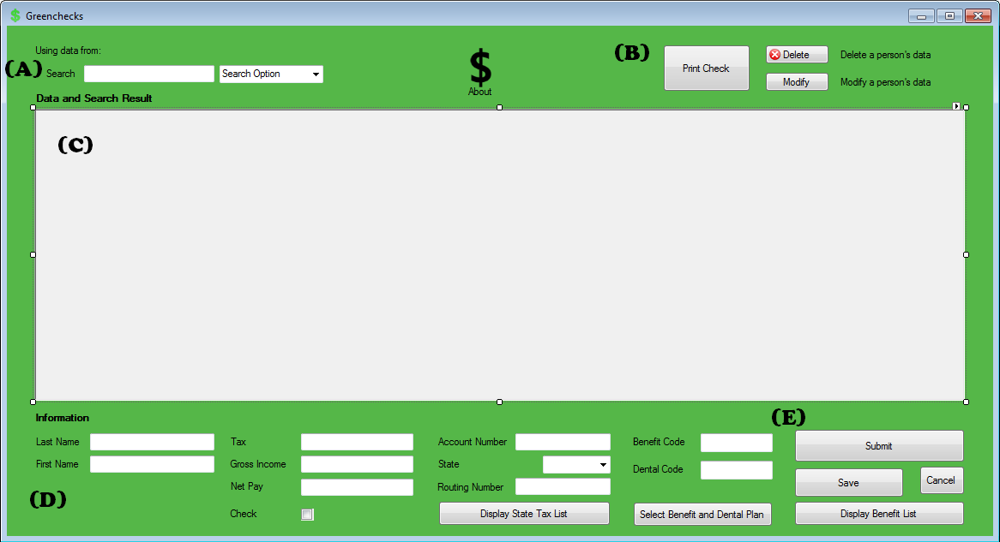 Greenchecks
Using data from:
(A) Search Search Option
$
About
(B) Print Check
Delete Delete a person's data
Modify Modify a person's data
Data and Search Result
(C)
Information
(E)
Last Name Tax Account Number Benefit Code Submit
First Name Gross Income State Dental Code
Net Pay Routing Number Save Cancel
(D)
Check Display State Tax List Select Benefit and Dental Plan Display Benefit List